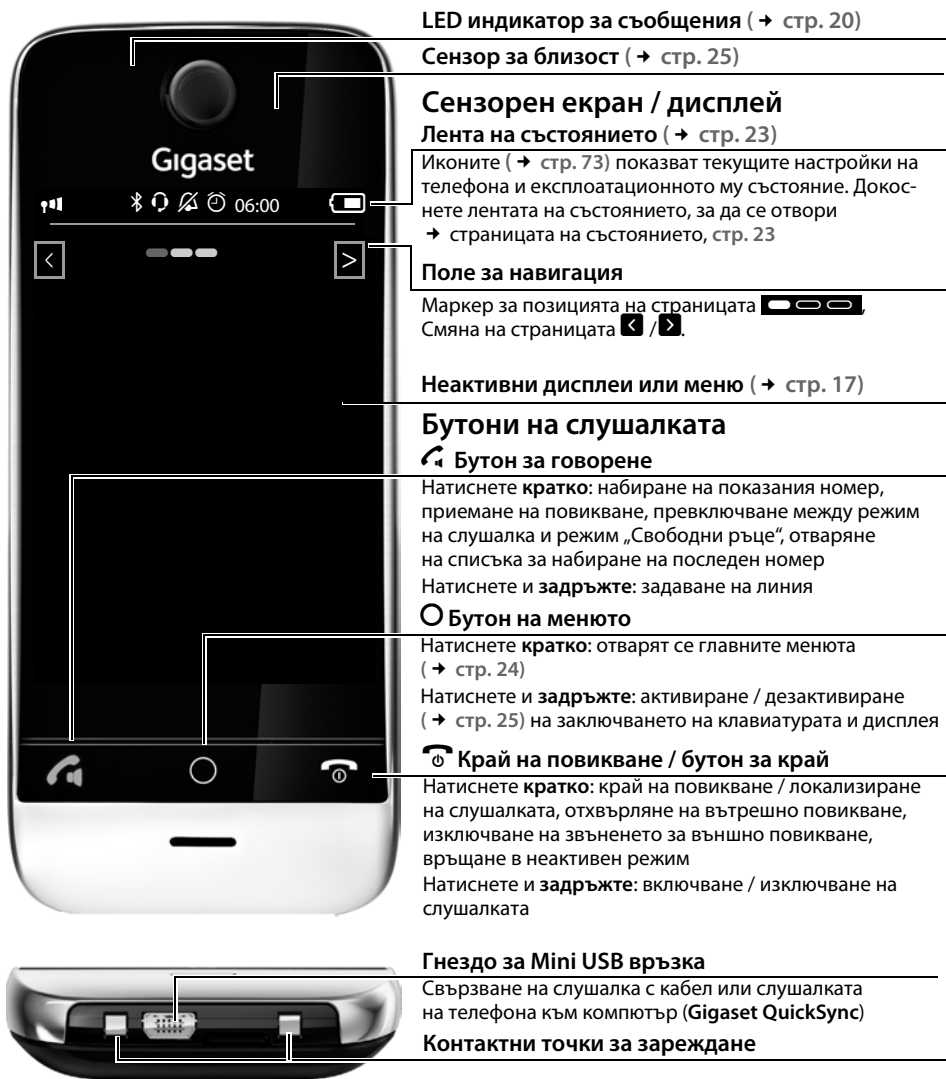 LED индикатор за съобщения ( ➔ стр. 20)
Сензор за близост ( ➔ стр. 25)
Сензорен екран / дисплей
Лента на състоянието ( ➔ стр. 23)
Иконите ( ➔ стр. 73) показват текущите настройки на
телефона и експлоатационното му състояние. Докос-
нете лентата на състоянието, за да се отвори
➔ страницата на състоянието, стр. 23
Поле за навигация
Маркер за позицията на страницата ,
Смяна на страницата < / >.
Неактивни дисплеи или меню ( ➔ стр. 17)
Бутони на слушалката
Бутон за говорене
Натиснете кратко: набиране на показания номер,
приемане на повикване, превключване между режим
на слушалка и режим „Свободни ръце“, отваряне
на списъка за набиране на последен номер
Натиснете и задръжте: задаване на линия
Бутон на менюто
Натиснете кратко: отварят се главните менюта
( ➔ стр. 24)
Натиснете и задръжте: активиране / дезактивиране
( ➔ стр. 25) на заключването на клавиатурата и дисплея
Край на повикване / бутон за край
Натиснете кратко: край на повикване / локализиране
на слушалката, отхвърляне на вътрешно повикване,
изключване на звъненето за външно повикване,
връщане в неактивен режим
Натиснете и задръжте: включване / изключване на
слушалката
Гнездо за Mini USB връзка
Свързване на слушалка с кабел или слушалката
на телефона към компютър (Gigaset QuickSync)
Контактни точки за зареждане
Gigaset
06:00
< >